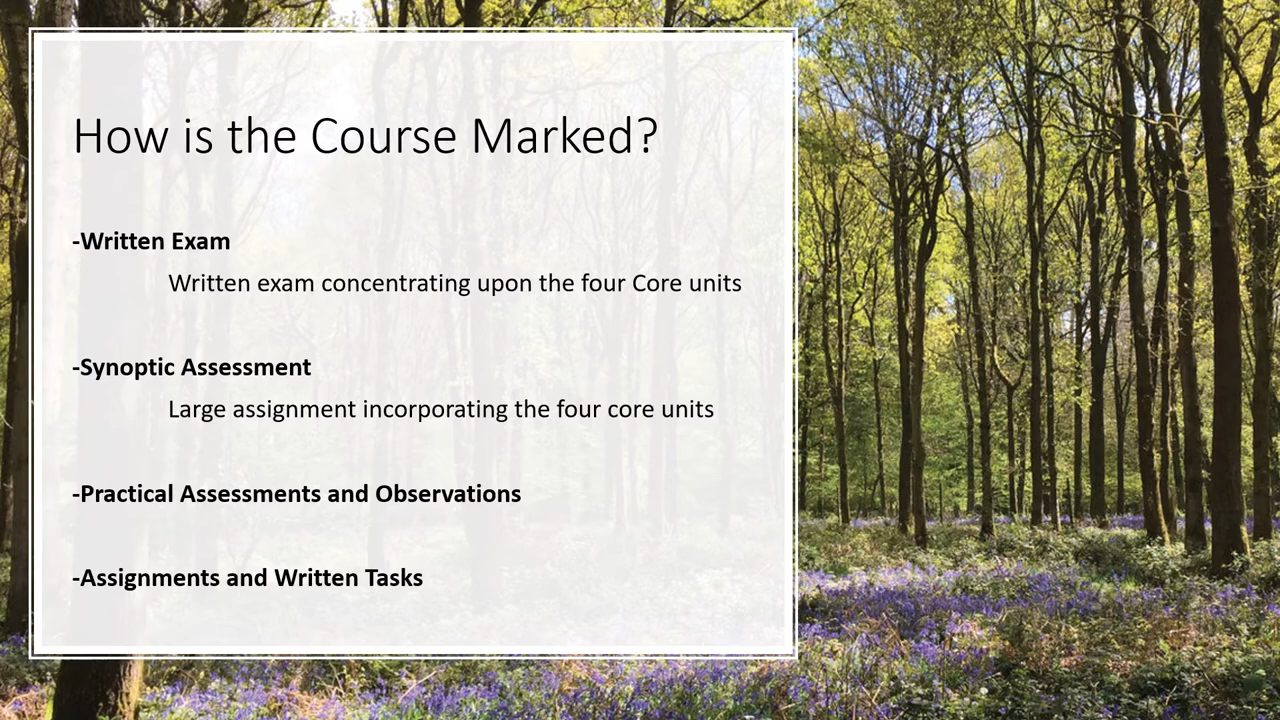 How is the Course Marked?
-Written Exam
Written exam concentrating upon the four Core units
-Synoptic Assessment
Large assignment incorporating the four core units
-Practical Assessments and Observations
-Assignments and Written Tasks